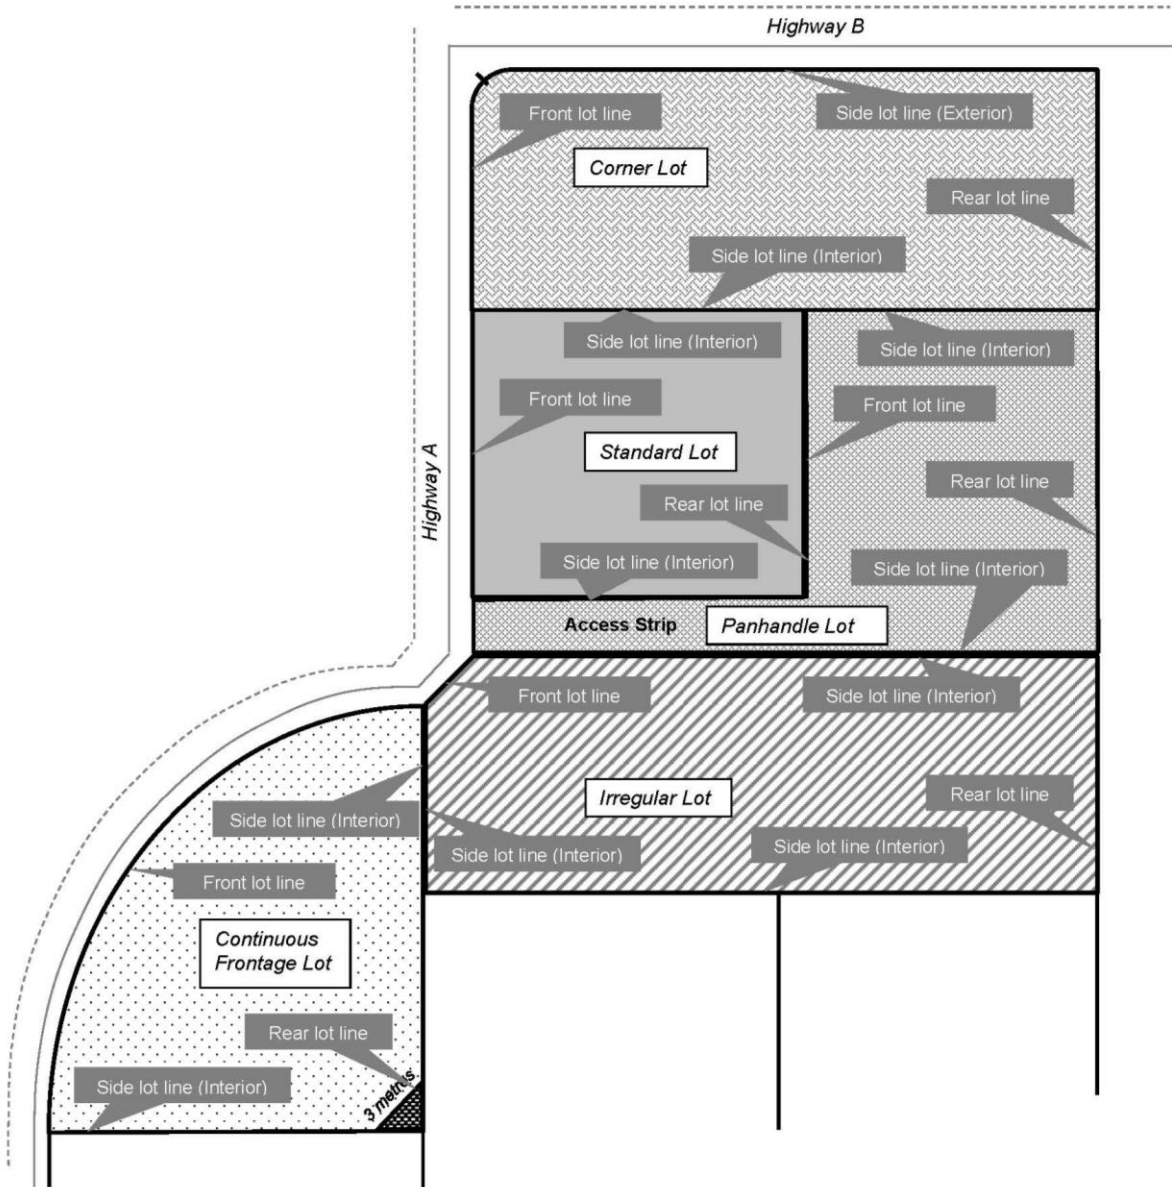 Highway B
Front lot line
Side lot line (Exterior)
Corner Lot
Rear lot line
Side lot line (Interior)
Side lot line (Interior)
Side lot line (Interior)
Front lot line
Front lot line
Standard Lot
Highway A
Rear lot line
Rear lot line
Side lot line (Interior)
Side lot line (Interior)
Access Strip
Panhandle Lot
Front lot line
Side lot line (Interior)
Irregular Lot
Rear lot line
Side lot line (Interior)
Side lot line (Interior)
Side lot line (Interior)
Front lot line
Continuous
Frontage Lot
Rear lot line
3 metres
Side lot line (Interior)